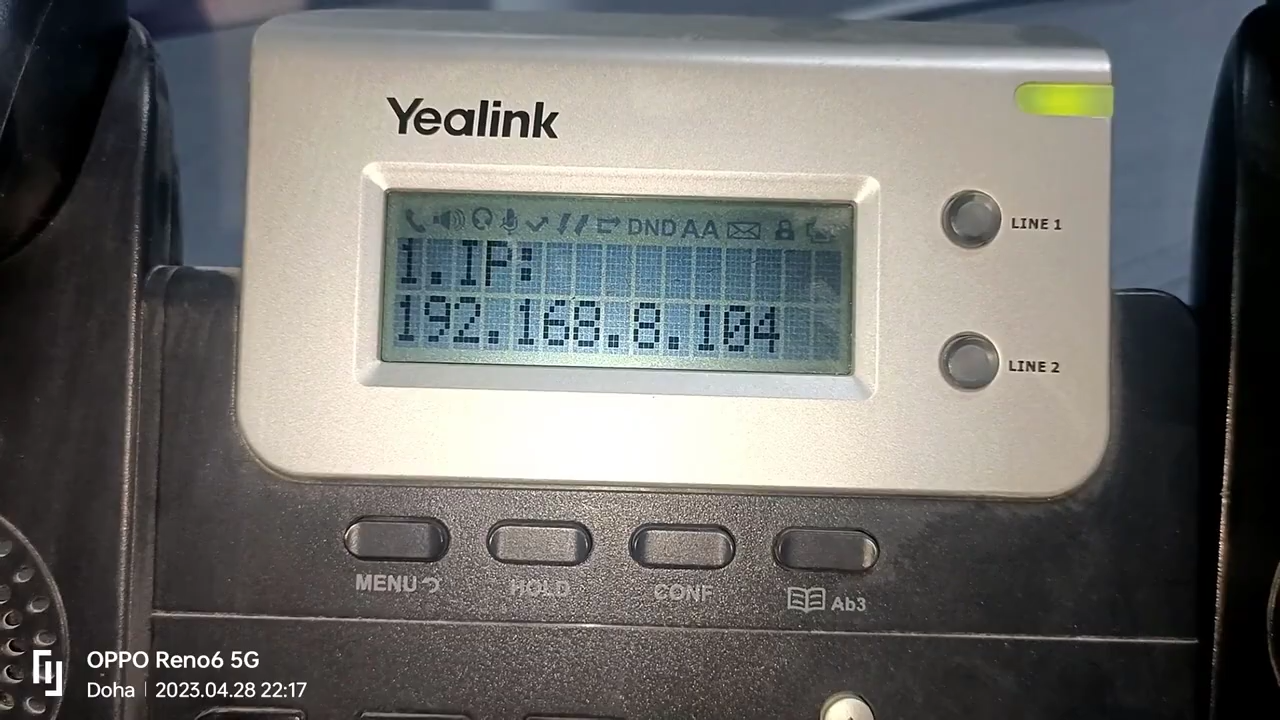 Yealink
DND AA
1.IP:
192.168.8.104
LINE 1
LINE 2
MENU
HOLD
CONF
Ab3
OPPO Reno6 5G
Doha | 2023.04.28 22:17